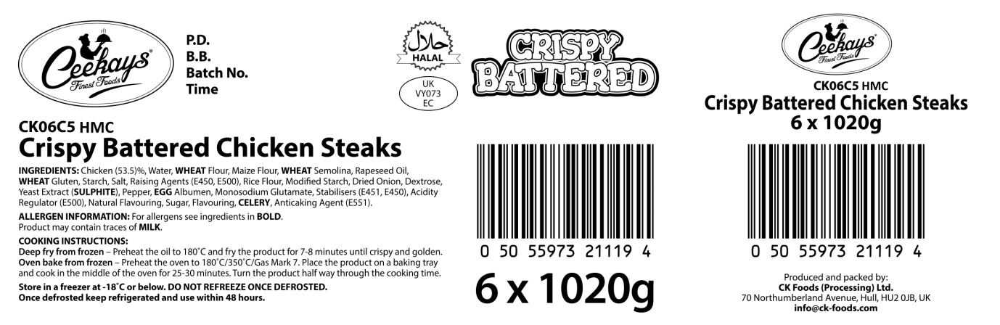 Ceekays®
Finest Foods
P.D.
B.B.
Batch No.
Time
CK06C5 HMC
Crispy Battered Chicken Steaks
INGREDIENTS: Chicken (53.5)%, Water, WHEAT Flour, Maize Flour, WHEAT Semolina, Rapeseed Oil,
WHEAT Gluten, Starch, Salt, Raising Agents (E450, E500), Rice Flour, Modified Starch, Dried Onion, Dextrose,
Yeast Extract (SULPHITE), Pepper, EGG Albumen, Monosodium Glutamate, Stabilisers (E451, E450), Acidity
Regulator (E500), Natural Flavouring, Sugar, Flavouring, CELERY, Anticaking Agent (E551).
ALLERGEN INFORMATION: For allergens see ingredients in BOLD.
Product may contain traces of MILK.
COOKING INSTRUCTIONS:
Deep fry from frozen – Preheat the oil to 180˚C and fry the product for 7-8 minutes until crispy and golden.
Oven bake from frozen – Preheat the oven to 180˚C/350˚C/Gas Mark 7. Place the product on a baking tray
and cook in the middle of the oven for 25-30 minutes. Turn the product half way through the cooking time.
Store in a freezer at -18˚C or below. DO NOT REFREEZE ONCE DEFROSTED.
Once defrosted keep refrigerated and use within 48 hours.
حلال
HALAL
UK
VY073
EC
CRISPY
BATTERED
0 50 55973 21119 4
6 x 1020g
Ceekays®
Finest Foods
CK06C5 HMC
Crispy Battered Chicken Steaks
6 x 1020g
0 50 55973 21119 4
Produced and packed by:
CK Foods (Processing) Ltd.
70 Northumberland Avenue, Hull, HU2 0JB, UK
info@ck-foods.com